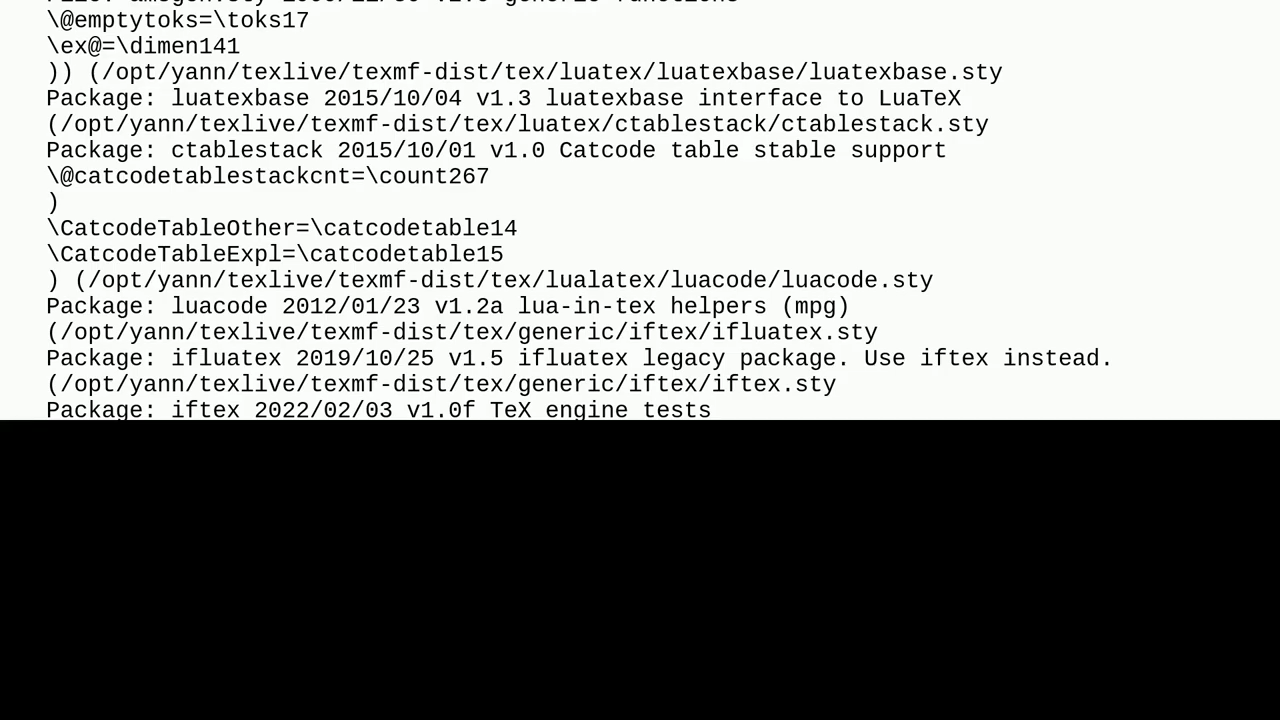 \@emptytoks=\toks17
\ex@=\dimen141
)) (/opt/yann/texlive/texmf-dist/tex/luatex/luatexbase/luatexbase.sty
Package: luatexbase 2015/10/04 v1.3 luatexbase interface to LuaTeX
(/opt/yann/texlive/texmf-dist/tex/luatex/ctablestack/ctablestack.sty
Package: ctablestack 2015/10/01 v1.0 Catcode table stable support
\@catcodetablestackcnt=\count267
)
\CatcodeTableOther=\catcodetable14
\CatcodeTableExpl=\catcodetable15
) (/opt/yann/texlive/texmf-dist/tex/lualatex/luacode/luacode.sty
Package: luacode 2012/01/23 v1.2a lua-in-tex helpers (mpg)
(/opt/yann/texlive/texmf-dist/tex/generic/iftex/ifluatex.sty
Package: ifluatex 2019/10/25 v1.5 ifluatex legacy package. Use iftex instead.
(/opt/yann/texlive/texmf-dist/tex/generic/iftex/iftex.sty
Package: iftex 2022/02/03 v1.0f TeX engine tests